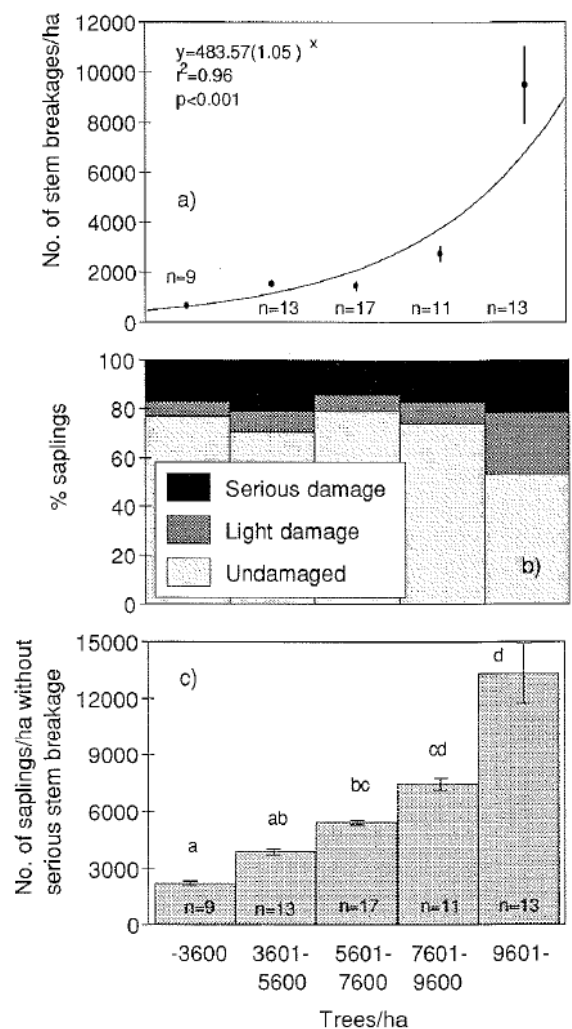 12000
10000
8000
6000
4000
2000
0
No. of stem breakages/ha
y=483.57(1.05) x
r2=0.96
p<0.001
a)
n=9
n=13
n=17
n=11
n=13
100
80
60
40
20
0
% saplings
Serious damage
Light damage
Undamaged
b)
15000
12000
9000
6000
3000
0
No. of saplings/ha without
serious stem breakage
c)
a
ab
bc
cd
d
n=9
n=13
n=17
n=11
n=13
-3600
3601-
5600
5601-
7600
7601-
9600
9601-
Trees/ha